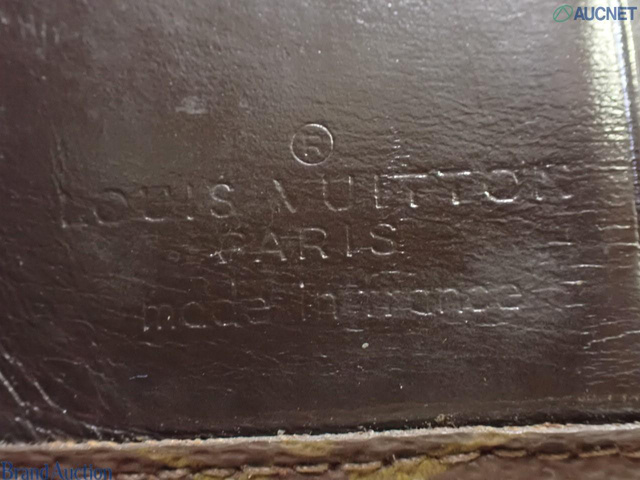 AUCNET
®
LOUIS VUITTON
PARIS
made in france
Brand Auction